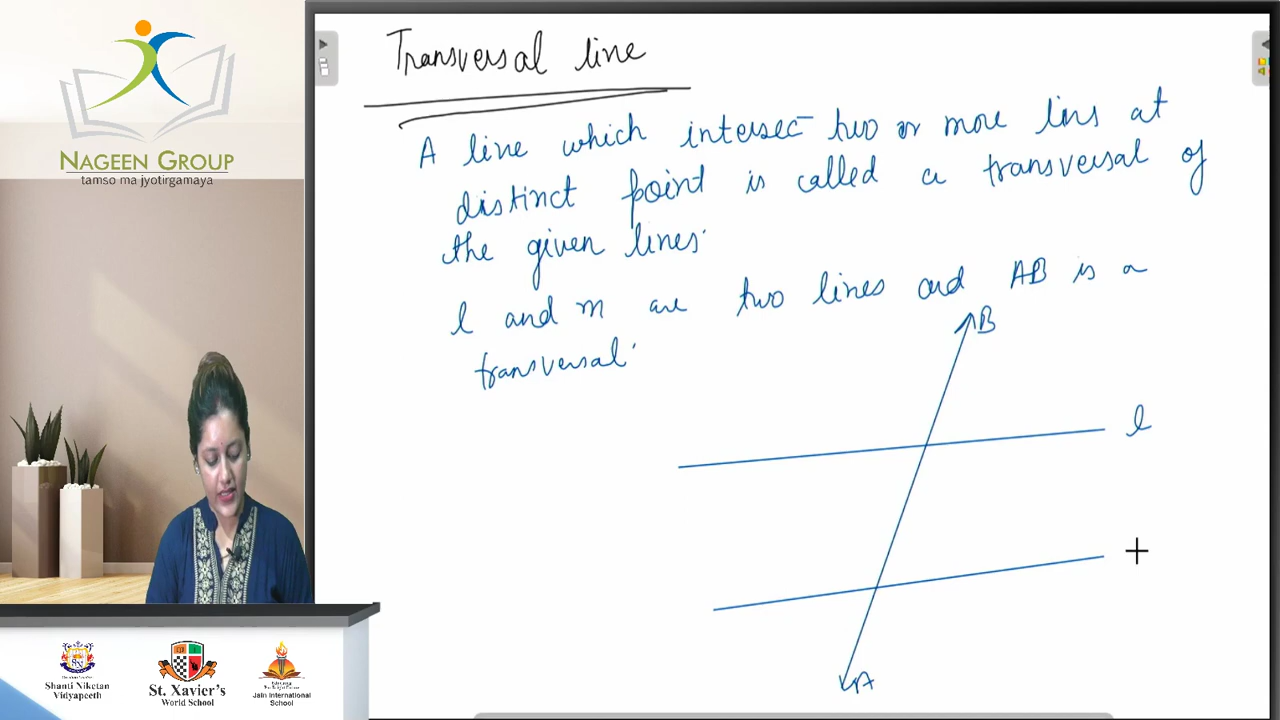 Transversal line
A line which intersec two or more lins at
distinct point is called a transversal of
the given lines.
l and m are two lines and AB is a
transversal.
B
l
A
NAGEEN GROUP
tamso ma jyotirgamaya
Shanti Niketan
Vidyapeeth
St. Xavier's
World School
Jain International
School